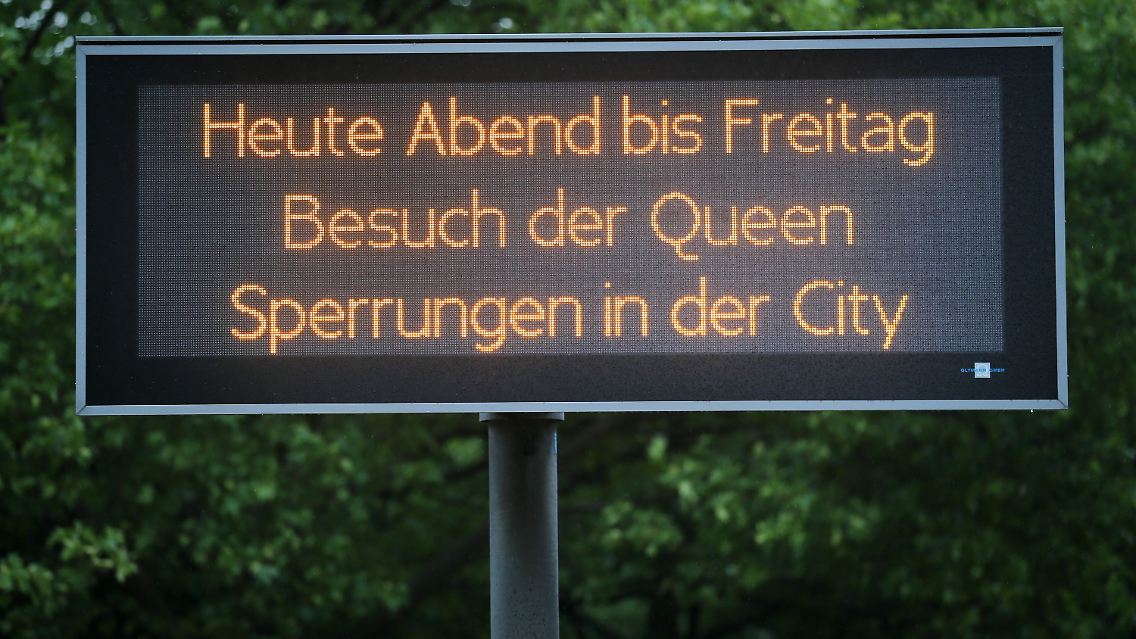 Heute Abend bis Freitag
Besuch der Queen
Sperrungen in der City